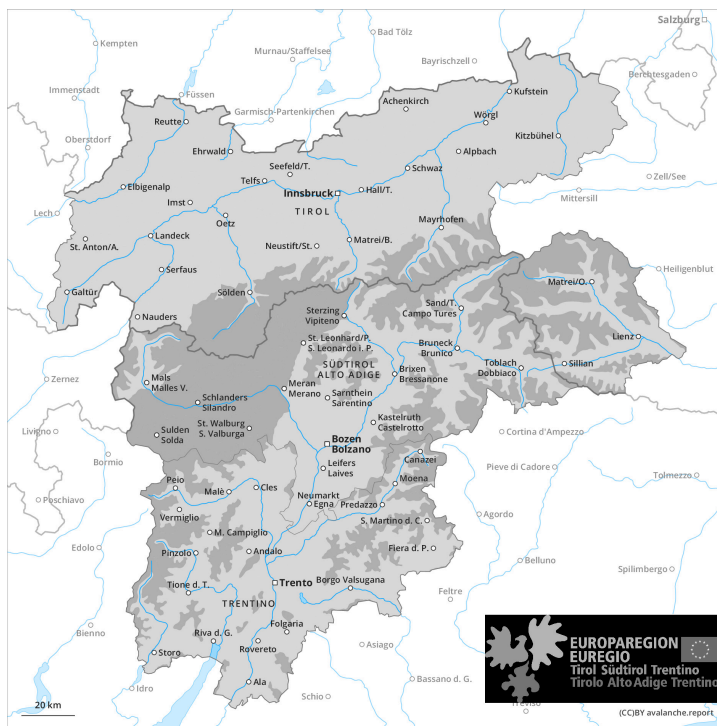 Salzburg
Kempten
Bad Tölz
Murnau/Staffelsee
Bayrischzell
Berchtesgaden
Immenstadt
Füssen
Achenkirch
Kufstein
Garmisch-Partenkirchen
Reutte
Wörgl
Oberstdorf
Ehrwald
Kitzbühel
Alpbach
Seefeld/T.
Schwaz
Zell/See
Telfs
Elbigenalp
Innsbruck
Hall/T.
Mittersill
Imst
TIROL
Lech
Oetz
Mayrhofen
Landeck
St. Anton/A.
Neustift/St.
Matrei/B.
Serfaus
Heiligenblut
Matrei/O.
Galtür
Sölden
Sand/T.
Campo Tures
Nauders
Sterzing
Vipiteno
Lienz
St. Leonhard/P.
S. Leonardo i. P.
Bruneck
Brunico
Toblach
Dobbiaco
Sillian
SÜDTIROL
ALTO ADIGE
Brixen
Bressanone
Zernez
Mals
Malles V.
Meran
Merano
Sarnthein
Sarentino
Schlanders
Silandro
Kastelruth
Castelrotto
St. Walburg
S. Valburga
Livigno
Sulden
Solda
Cortina d'Ampezzo
Bozen
Bolzano
Bormio
Canazei
Leifers
Laives
Pieve di Cadore
Tolmezzo
Peio
Malè
Cles
Moena
Neumarkt
Egna
Predazzo
Poschiavo
Vermiglio
S. Martino d. C.
Agordo
M. Campiglio
Edolo
Pinzolo
Andalo
Fiera d. P.
Belluno
Spilimbergo
Tione d. T.
Trento
Borgo Valsugana
Feltre
TRENTINO
Folgaria
Bienno
Riva d. G.
Rovereto
Asiago
Storo
Ala
Bassano d. G.
Idro
Schio
Treviso
EUROPAREGION
EUREGIO
Tirol Südtirol Trentino
Tirolo Alto Adige Trentino
20 km
(CC)BY avalanche.report